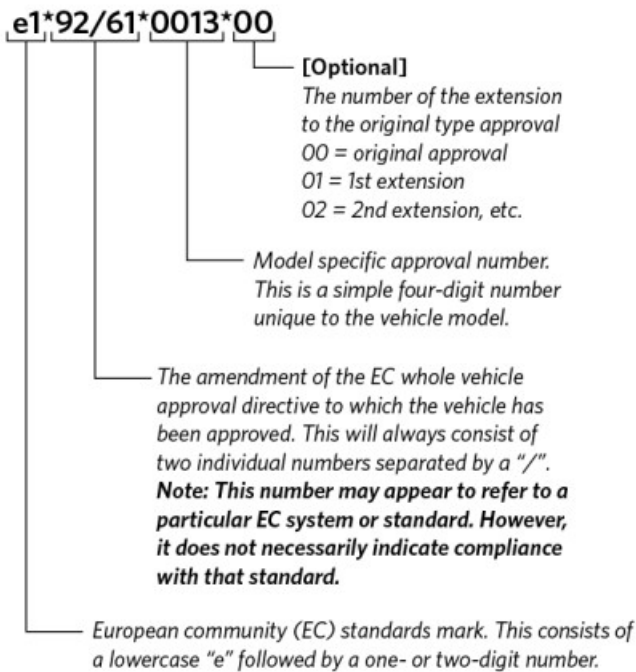 e1*92/61*0013*00
[Optional]
The number of the extension
to the original type approval
00 = original approval
01 = 1st extension
02 = 2nd extension, etc.
Model specific approval number.
This is a simple four-digit number
unique to the vehicle model.
The amendment of the EC whole vehicle
approval directive to which the vehicle has
been approved. This will always consist of
two individual numbers separated by a "/".
Note: This number may appear to refer to a
particular EC system or standard. However,
it does not necessarily indicate compliance
with that standard.
European community (EC) standards mark. This consists of
a lowercase "e" followed by a one- or two-digit number.